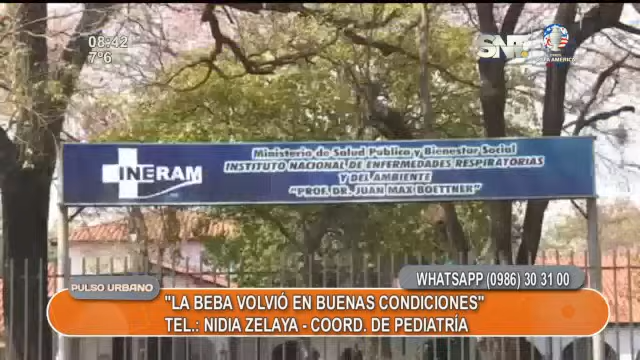 08:42
7°6
SNT
INERAM
Ministerio de Salud Publica y Bienestar Social
INSTITUTO NACIONAL DE ENFERMEDADES RESPIRATORIAS
Y DEL AMBIENTE
"PROF. DR. JUAN MAX BOETTNER"
WHATSAPP (0986) 30 31 00
PULSO URBANO
"LA BEBA VOLVIÓ EN BUENAS CONDICIONES"
TEL.: NIDIA ZELAYA - COORD. DE PEDIATRÍA